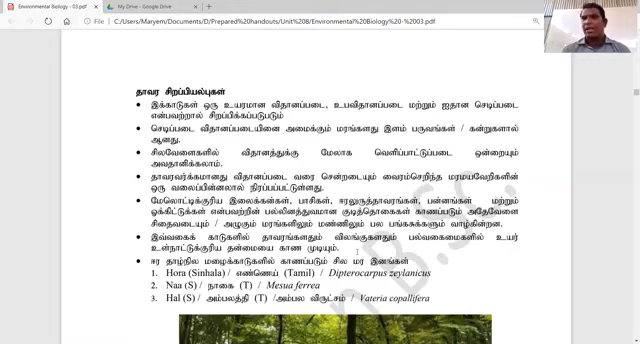 Environmental Biology - 03.pdf
My Drive - Google Drive
File
C:/Users/Maryem/Documents/D/Prepared%20handouts/Unit%208/Environmental%20Biology%20-%2003.pdf
தாவர சிறப்பியல்புகள்
• இக்காடுகள் ஒரு உயரமான விதானப்படை, உபவிதானப்படை மற்றும் ஐதான செடிப்படை
என்பவற்றால் சிறப்பிக்கப்படுபடும்
• செடிப்படை விதானப்படையினை அமைக்கும் மரங்களது இளம் பருவங்கள் / கன்றுகளால்
ஆனது.
• சிலவேளைகளில் விதானத்துக்கு மேலாக வெளிப்பாட்டுப்படை ஒன்றையும்
அவதானிக்கலாம்.
• தாவரவர்க்கமானது விதானப்படை வரை சென்றடையும் வைரம்செறிந்த மரமயவேறிகளின்
ஒரு வலைப்பின்னலால் நிரப்பப்பட்டுள்ளது.
• மேலொட்டிக்குரிய இலைக்கன்கள், பாசிகள், ஈரலுருத்தாவரங்கள், பன்னங்கள் மற்றும்
ஓக்கிட்டுக்கள் என்பவற்றின் பல்லினத்துவமான குடித்தொகைகள் காணப்படும் அதேவேளை
சிதைவடையும் / அழுகும் மரங்களிலும் மண்ணிலும் பல பங்கசுக்களும் வாழ்கின்றன.
• இவ்வகைக் காடுகளில் தாவரங்களதும் விலங்குகளதும் பல்வகைமைகளில் உயர்
உள்நாட்டுக்குரிய தன்மையை காண முடியும்.
• ஈர தாழ்நில மழைக்காடுகளில் காணப்படும் சில மர இனங்கள்
1. Hora (Sinhala) / எண்ணெய் (Tamil) / Dipterocarpus zeylanicus
2. Naa (S) / நாகை (T) / Mesua ferrea
3. Hal (S) / அம்பலத்தி (T) /அம்பல விருட்சம் / Vateria copallifera
n B.Sc.